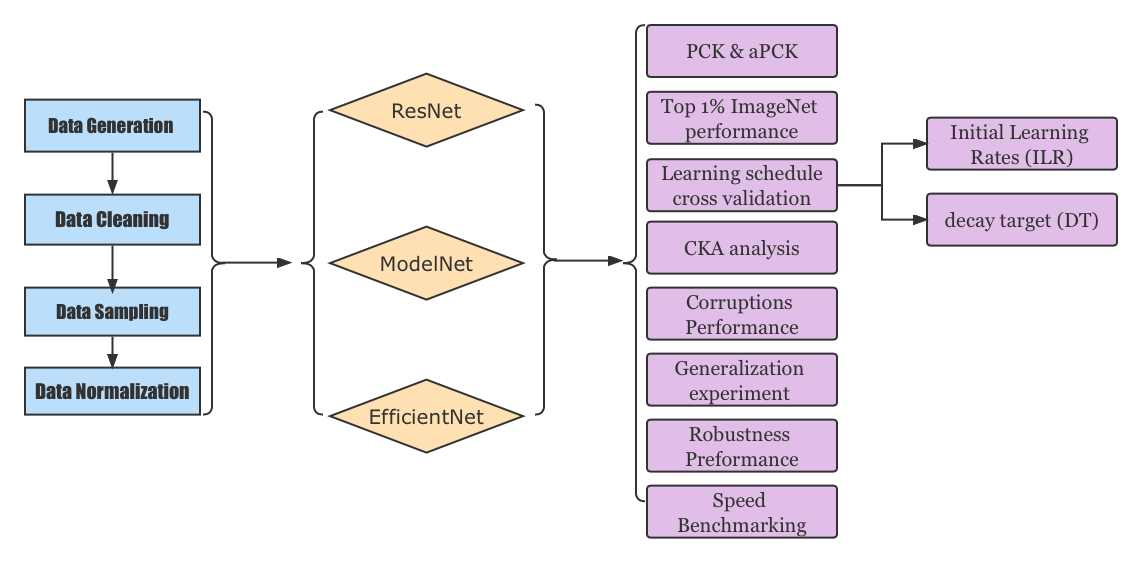 Data Generation
Data Cleaning
Data Sampling
Data Normalization
ResNet
ModelNet
EfficientNet
PCK & aPCK
Top 1% ImageNet
performance
Learning schedule
cross validation
CKA analysis
Corruptions
Performance
Generalization
experiment
Robustness
Preformance
Speed
Benchmarking
Initial Learning
Rates (ILR)
decay target (DT)